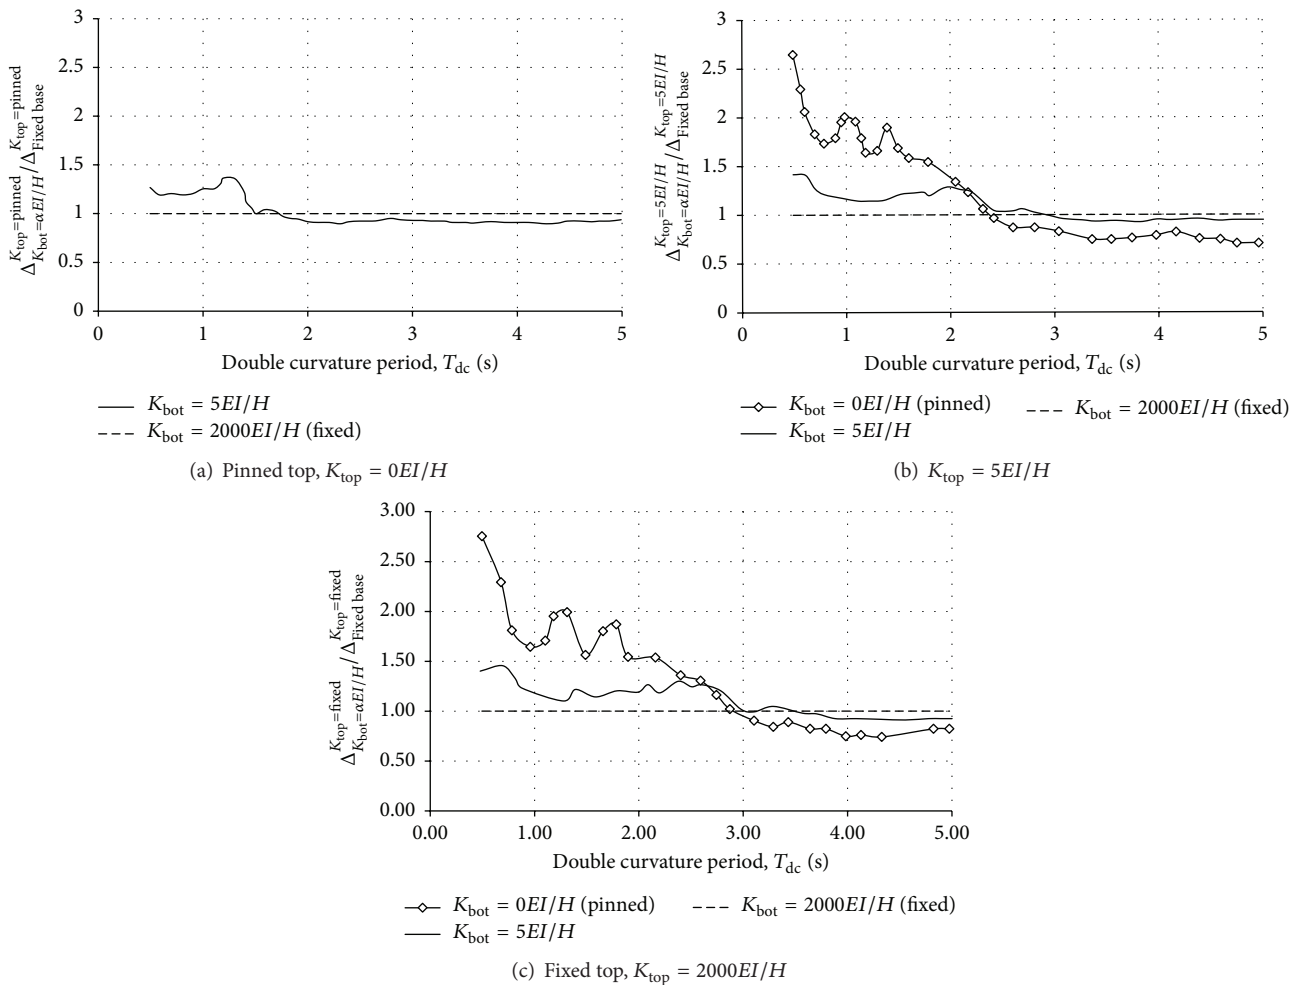 3
2.5
2
1.5
1
0.5
0
0 1 2 3 4 5
Δ^{K_top=pinned}_{K_bot=αEI/H}/Δ^{K_top=pinned}_{Fixed base}
Double curvature period, T_dc (s)
K_bot = 5EI/H
K_bot = 2000EI/H (fixed)
(a) Pinned top, K_top = 0EI/H
3
2.5
2
1.5
1
0.5
0
0 1 2 3 4 5
Δ^{K_top=5EI/H}_{K_bot=αEI/H}/Δ^{K_top=5EI/H}_{Fixed base}
Double curvature period, T_dc (s)
K_bot = 0EI/H (pinned)
K_bot = 2000EI/H (fixed)
K_bot = 5EI/H
(b) K_top = 5EI/H
3.00
2.50
2.00
1.50
1.00
0.50
0.00
0.00 1.00 2.00 3.00 4.00 5.00
Δ^{K_top=fixed}_{K_bot=αEI/H}/Δ^{K_top=fixed}_{Fixed base}
Double curvature period, T_dc (s)
K_bot = 0EI/H (pinned)
K_bot = 2000EI/H (fixed)
K_bot = 5EI/H
(c) Fixed top, K_top = 2000EI/H